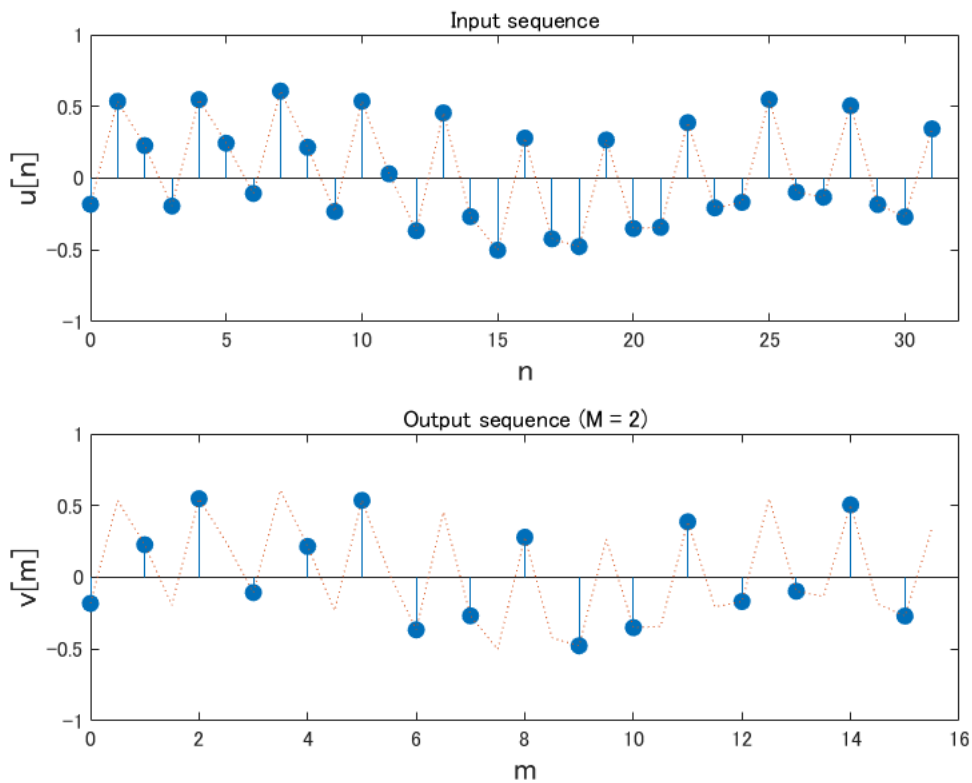 Input sequence
1
0.5
0
−0.5
−1
u[n]
0 5 10 15 20 25 30
n
Output sequence (M = 2)
1
0.5
0
−0.5
−1
v[m]
0 2 4 6 8 10 12 14 16
m